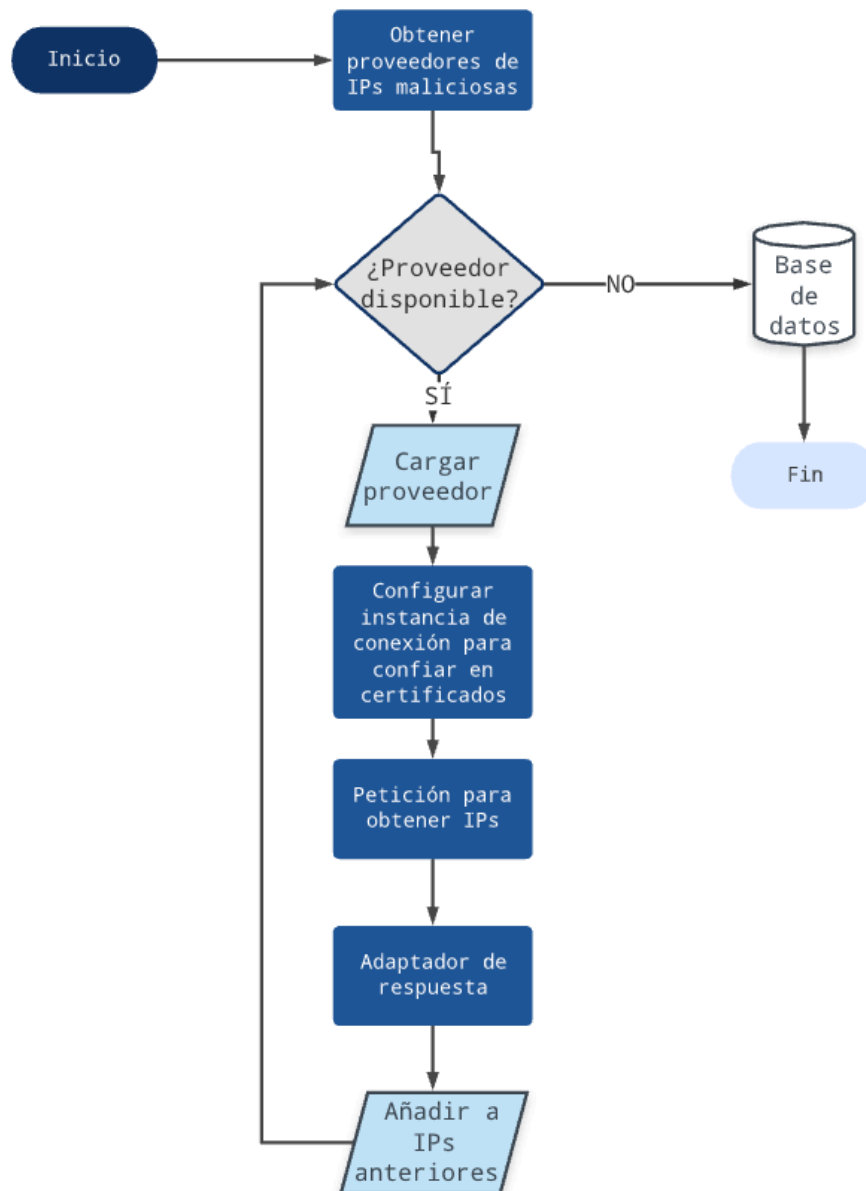 Inicio
Obtener
proveedores de
IPs maliciosas
¿Proveedor
disponible?
NO
Base
de
datos
SÍ
Fin
Cargar
proveedor
Configurar
instancia de
conexión para
confiar en
certificados
Petición para
obtener IPs
Adaptador de
respuesta
Añadir a
IPs
anteriores